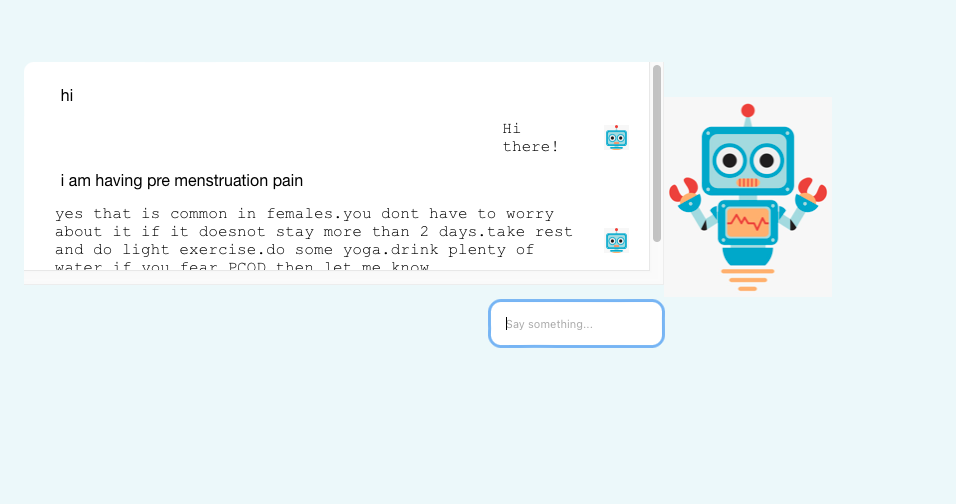 hi
Hi
there!
i am having pre menstruation pain
yes that is common in females.you dont have to worry
about it if it doesnot stay more than 2 days.take rest
and do light exercise.do some yoga.drink plenty of
water.if you fear PCOD then let me know
Say something...